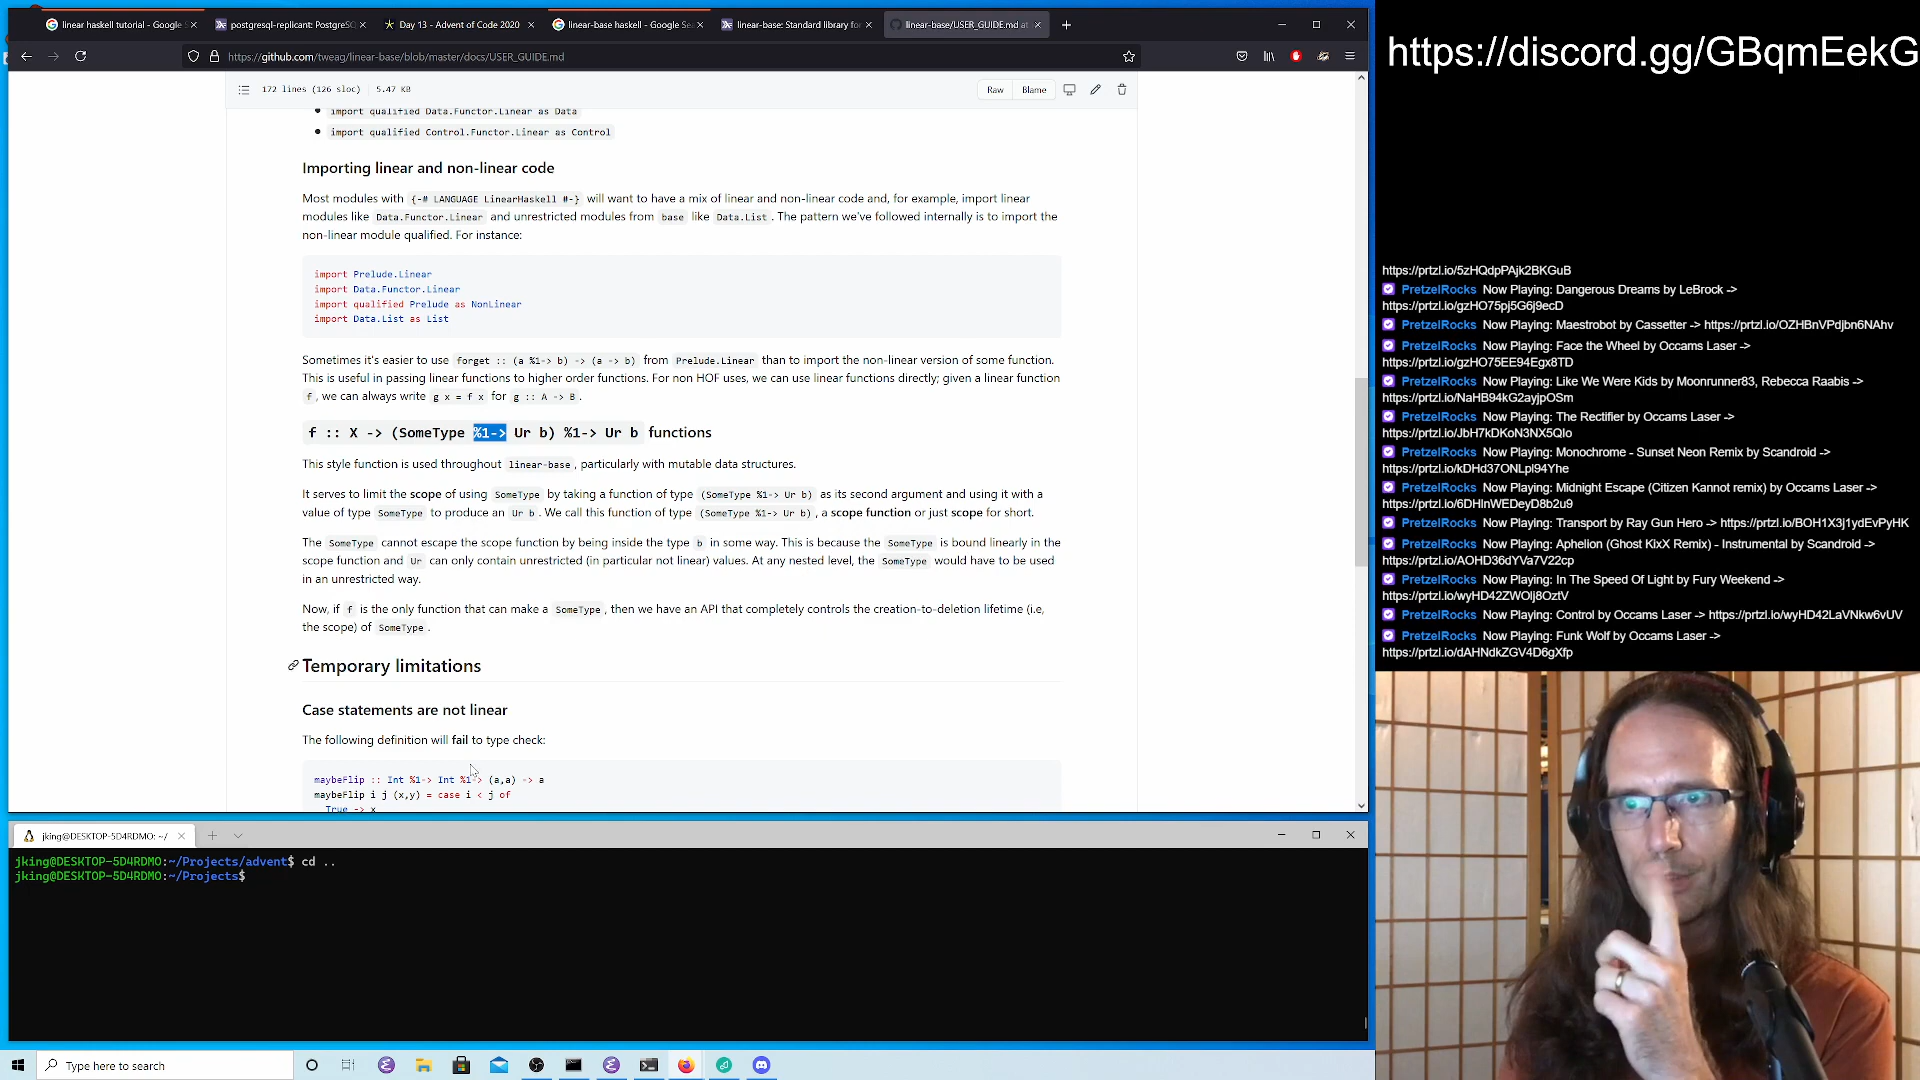 linear haskell tutorial - Google S
postgresql-replicant: PostgreSQ
Day 13 - Advent of Code 2020
linear-base haskell - Google Se
linear-base: Standard library fo
linear-base/USER_GUIDE.md at
https://github.com/tweag/linear-base/blob/master/docs/USER_GUIDE.md
172 lines (126 sloc) 5.47 KB
Raw Blame
import qualified Data.Functor.Linear as Data
import qualified Control.Functor.Linear as Control
Importing linear and non-linear code
Most modules with {-# LANGUAGE LinearHaskell #-} will want to have a mix of linear and non-linear code and, for example, import linear
modules like Data.Functor.Linear and unrestricted modules from base like Data.List . The pattern we've followed internally is to import the
non-linear module qualified. For instance:
import Prelude.Linear
import Data.Functor.Linear
import qualified Prelude as NonLinear
import Data.List as List
Sometimes it's easier to use forget :: (a %1-> b) -> (a -> b) from Prelude.Linear than to import the non-linear version of some function.
This is useful in passing linear functions to higher order functions. For non HOF uses, we can use linear functions directly; given a linear function
f , we can always write g x = f x for g :: A -> B .
f :: X -> (SomeType %1-> Ur b) %1-> Ur b functions
This style function is used throughout linear-base , particularly with mutable data structures.
It serves to limit the scope of using SomeType by taking a function of type (SomeType %1-> Ur b) as its second argument and using it with a
value of type SomeType to produce an Ur b . We call this function of type (SomeType %1-> Ur b) , a scope function or just scope for short.
The SomeType cannot escape the scope function by being inside the type b in some way. This is because the SomeType is bound linearly in the
scope function and Ur can only contain unrestricted (in particular not linear) values. At any nested level, the SomeType would have to be used
in an unrestricted way.
Now, if f is the only function that can make a SomeType , then we have an API that completely controls the creation-to-deletion lifetime (i.e,
the scope) of SomeType .
Temporary limitations
Case statements are not linear
The following definition will fail to type check:
maybeFlip :: Int %1-> Int %1-> (a,a) -> a
maybeFlip i j (x,y) = case i < j of
True -> x
jking@DESKTOP-5D4RDMO: ~/
jking@DESKTOP-5D4RDMO:~/Projects/advent$ cd ..
jking@DESKTOP-5D4RDMO:~/Projects$
Type here to search
https://discord.gg/GBqmEekG
https://prtzl.io/5zHQdpPAjk2BKGuB
PretzelRocks Now Playing: Dangerous Dreams by LeBrock ->
https://prtzl.io/gzHO75pj5G6j9ecD
PretzelRocks Now Playing: Maestrobot by Cassetter -> https://prtzl.io/OZHBnVPdjbn6NAhv
PretzelRocks Now Playing: Face the Wheel by Occams Laser ->
https://prtzl.io/gzHO75EE94Egx8TD
PretzelRocks Now Playing: Like We Were Kids by Moonrunner83, Rebecca Raabis ->
https://prtzl.io/NaHB94kG2ayjpOSm
PretzelRocks Now Playing: The Rectifier by Occams Laser ->
https://prtzl.io/JbH7kDKoN3NX5QIo
PretzelRocks Now Playing: Monochrome - Sunset Neon Remix by Scandroid ->
https://prtzl.io/kDHd37ONLpl94Yhe
PretzelRocks Now Playing: Midnight Escape (Citizen Kannot remix) by Occams Laser ->
https://prtzl.io/6DHlnWEDeyD8b2u9
PretzelRocks Now Playing: Transport by Ray Gun Hero -> https://prtzl.io/BOH1X3j1ydEvPyHK
PretzelRocks Now Playing: Aphelion (Ghost KixX Remix) - Instrumental by Scandroid ->
https://prtzl.io/AOHD36dYVa7V22cp
PretzelRocks Now Playing: In The Speed Of Light by Fury Weekend ->
https://prtzl.io/wyHD42ZWOlj8OztV
PretzelRocks Now Playing: Control by Occams Laser -> https://prtzl.io/wyHD42LaVNkw6vUV
PretzelRocks Now Playing: Funk Wolf by Occams Laser ->
https://prtzl.io/dAHNdkZGV4D6gXfp